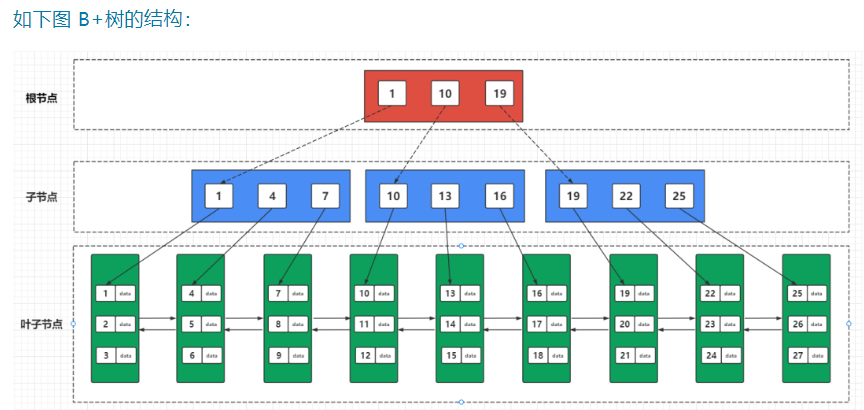 如下图 B+树的结构：
根节点
1 10 19
子节点
1 4 7 10 13 16 19 22 25
1 data 4 data 7 data 10 data 13 data 16 data 19 data 22 data 25 data
叶子节点
2 data 5 data 8 data 11 data 14 data 17 data 20 data 23 data 26 data
3 data 6 data 9 data 12 data 15 data 18 data 21 data 24 data 27 data